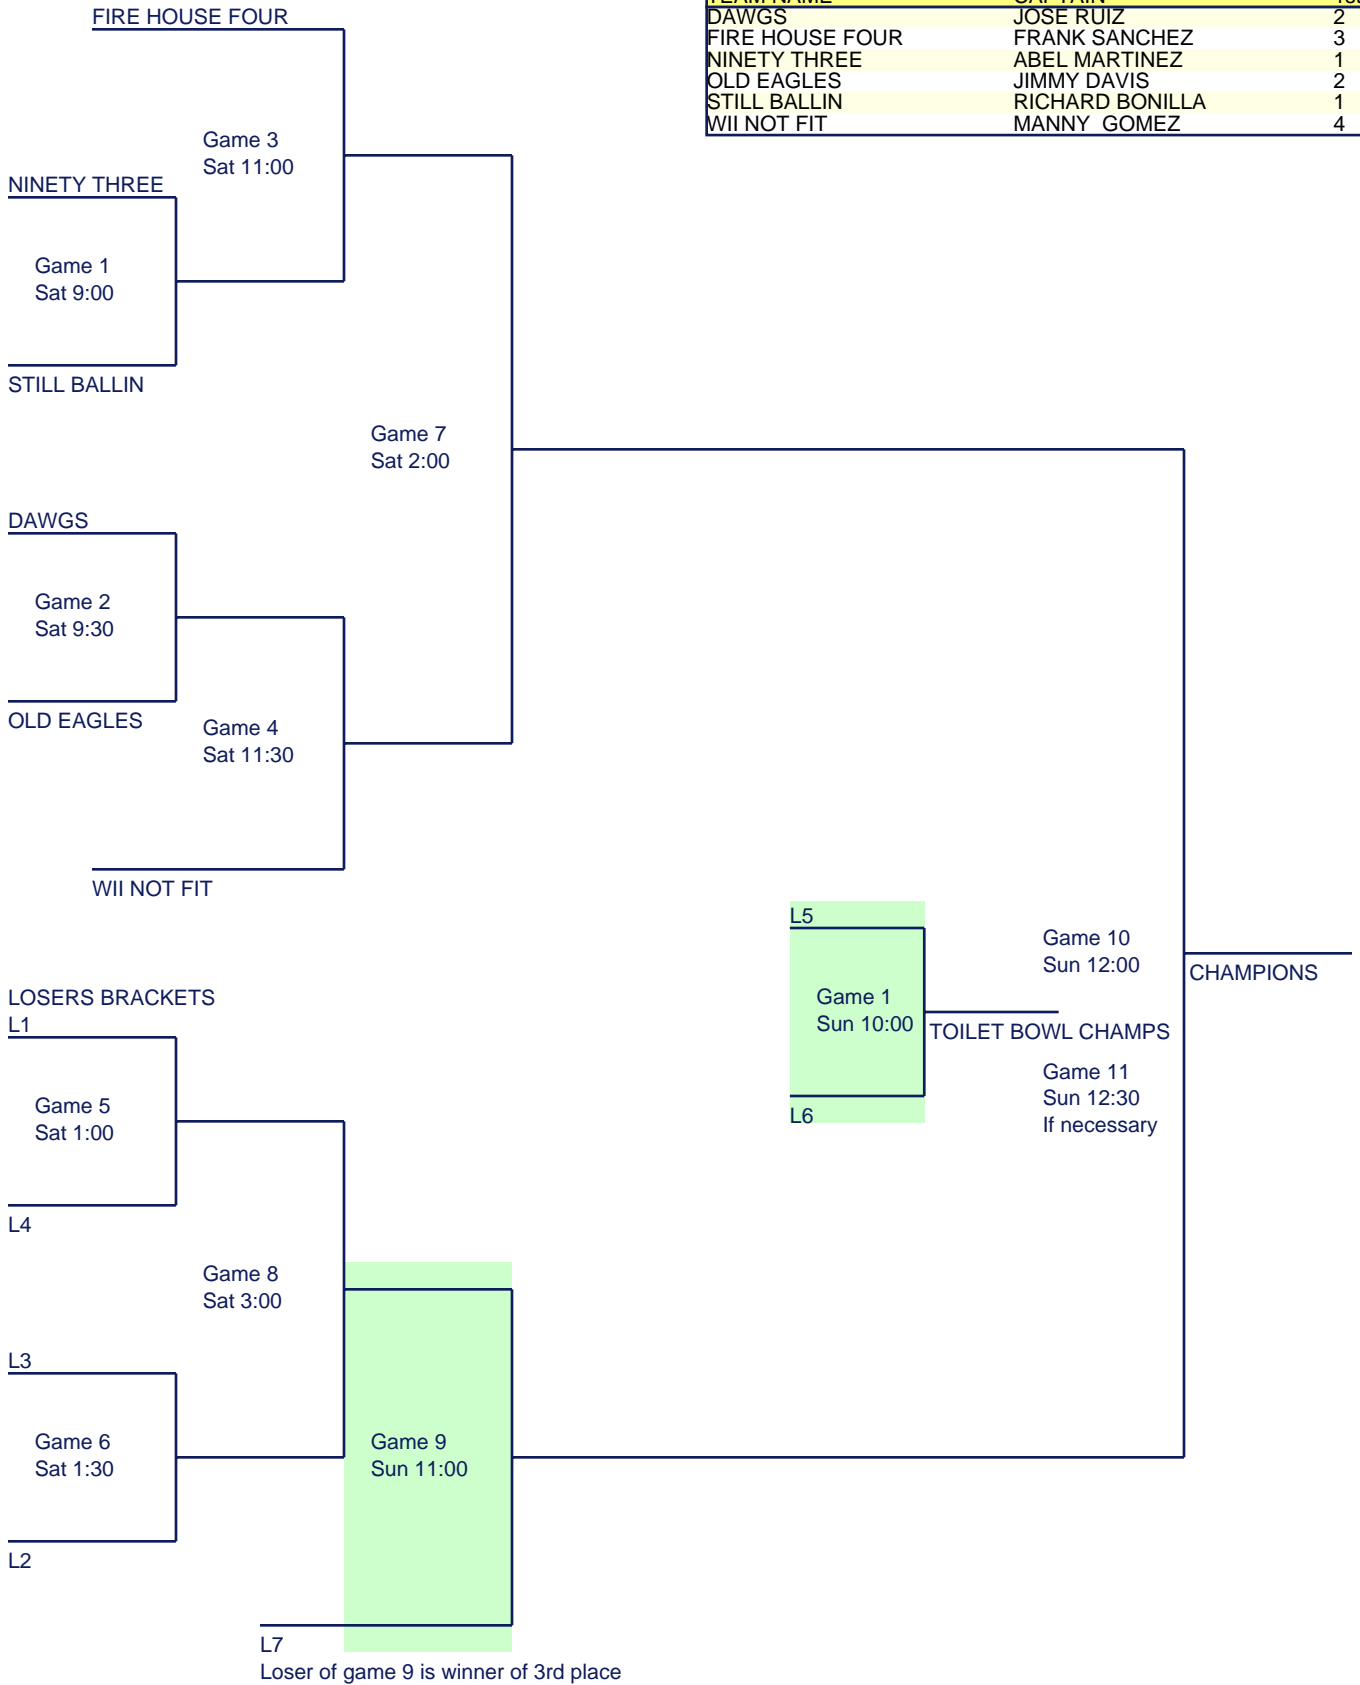 FIRE HOUSE FOUR
TEAM NAME CAPTAIN
DAWGS JOSE RUIZ 2
FIRE HOUSE FOUR FRANK SANCHEZ 3
NINETY THREE ABEL MARTINEZ 1
OLD EAGLES JIMMY DAVIS 2
STILL BALLIN RICHARD BONILLA 1
WII NOT FIT MANNY GOMEZ 4
Game 3
Sat 11:00
NINETY THREE
Game 1
Sat 9:00
STILL BALLIN
Game 7
Sat 2:00
DAWGS
Game 2
Sat 9:30
OLD EAGLES
Game 4
Sat 11:30
WII NOT FIT
L5
Game 10
Sun 12:00
CHAMPIONS
Game 1
Sun 10:00
TOILET BOWL CHAMPS
Game 11
Sun 12:30
If necessary
L6
LOSERS BRACKETS
L1
Game 5
Sat 1:00
L4
Game 8
Sat 3:00
L3
Game 6
Sat 1:30
Game 9
Sun 11:00
L2
L7
Loser of game 9 is winner of 3rd place